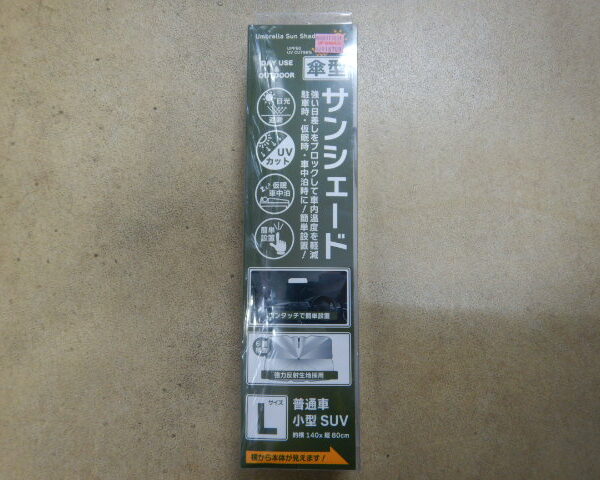 Umbrella Sun Shade
UPF50
UV CUT
DAY USE
OUTDOOR
傘型
サンシェード
強い日差しをブロックして車内温度を軽減
駐車時・仮眠時・車中泊時に!簡単設置!
日光
遮断
UV
カット
仮眠
車中泊
簡単
設置
ワンタッチで簡単設置
強力反射生地採用
L
サイズ
普通車
小型SUV
約横140x縦80cm
横から本体が見えます!